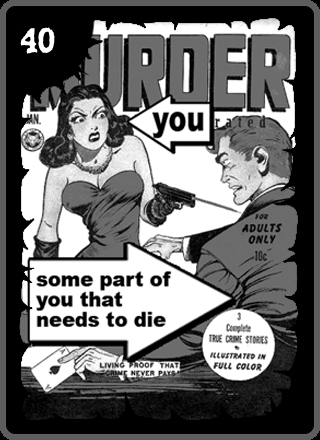 40
MURDER
JAN.
you
rated
FOR
ADULTS
ONLY
10c
some part of
you that
needs to die
3
Complete
TRUE CRIME STORIES
ILLUSTRATED IN
FULL COLOR
LIVING PROOF THAT
CRIME NEVER PAYS!
A